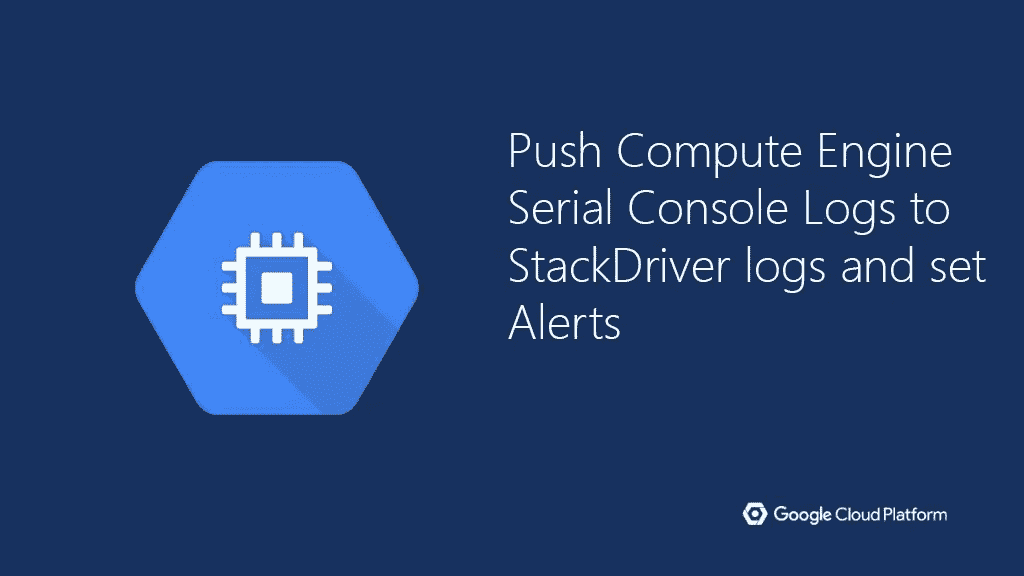 Push Compute Engine
Serial Console Logs to
StackDriver logs and set
Alerts
Google Cloud Platform